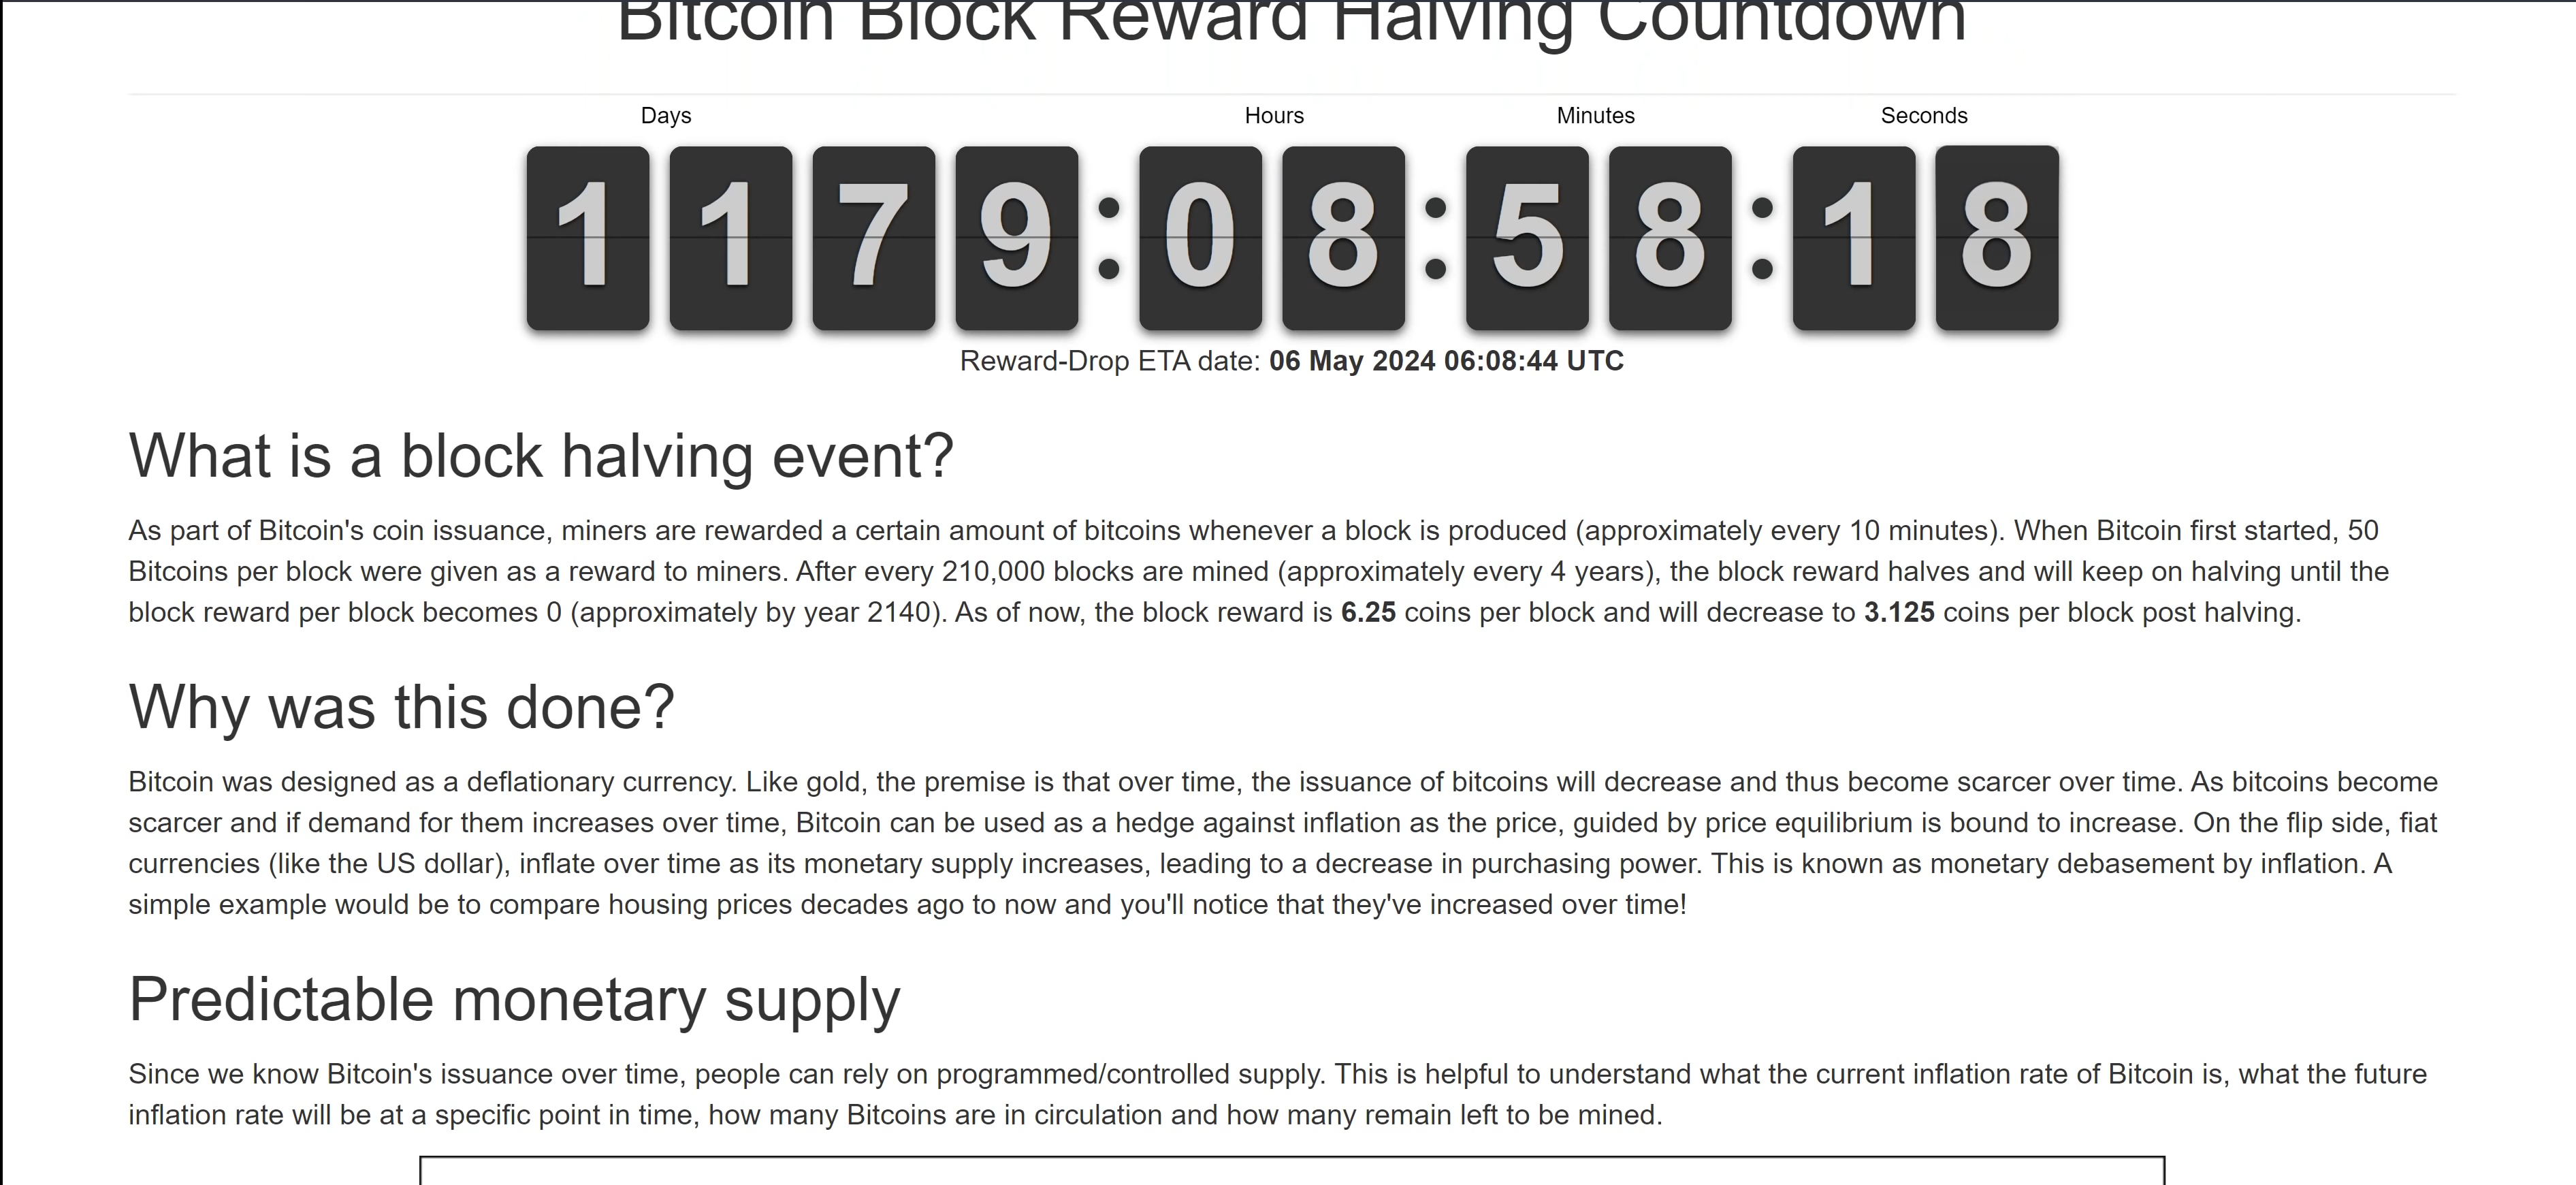 Bitcoin Block Reward Halving Countdown
Days Hours Minutes Seconds
1179:08:58:18
Reward-Drop ETA date: 06 May 2024 06:08:44 UTC
What is a block halving event?
As part of Bitcoin's coin issuance, miners are rewarded a certain amount of bitcoins whenever a block is produced (approximately every 10 minutes). When Bitcoin first started, 50
Bitcoins per block were given as a reward to miners. After every 210,000 blocks are mined (approximately every 4 years), the block reward halves and will keep on halving until the
block reward per block becomes 0 (approximately by year 2140). As of now, the block reward is 6.25 coins per block and will decrease to 3.125 coins per block post halving.
Why was this done?
Bitcoin was designed as a deflationary currency. Like gold, the premise is that over time, the issuance of bitcoins will decrease and thus become scarcer over time. As bitcoins become
scarcer and if demand for them increases over time, Bitcoin can be used as a hedge against inflation as the price, guided by price equilibrium is bound to increase. On the flip side, fiat
currencies (like the US dollar), inflate over time as its monetary supply increases, leading to a decrease in purchasing power. This is known as monetary debasement by inflation. A
simple example would be to compare housing prices decades ago to now and you'll notice that they've increased over time!
Predictable monetary supply
Since we know Bitcoin's issuance over time, people can rely on programmed/controlled supply. This is helpful to understand what the current inflation rate of Bitcoin is, what the future
inflation rate will be at a specific point in time, how many Bitcoins are in circulation and how many remain left to be mined.